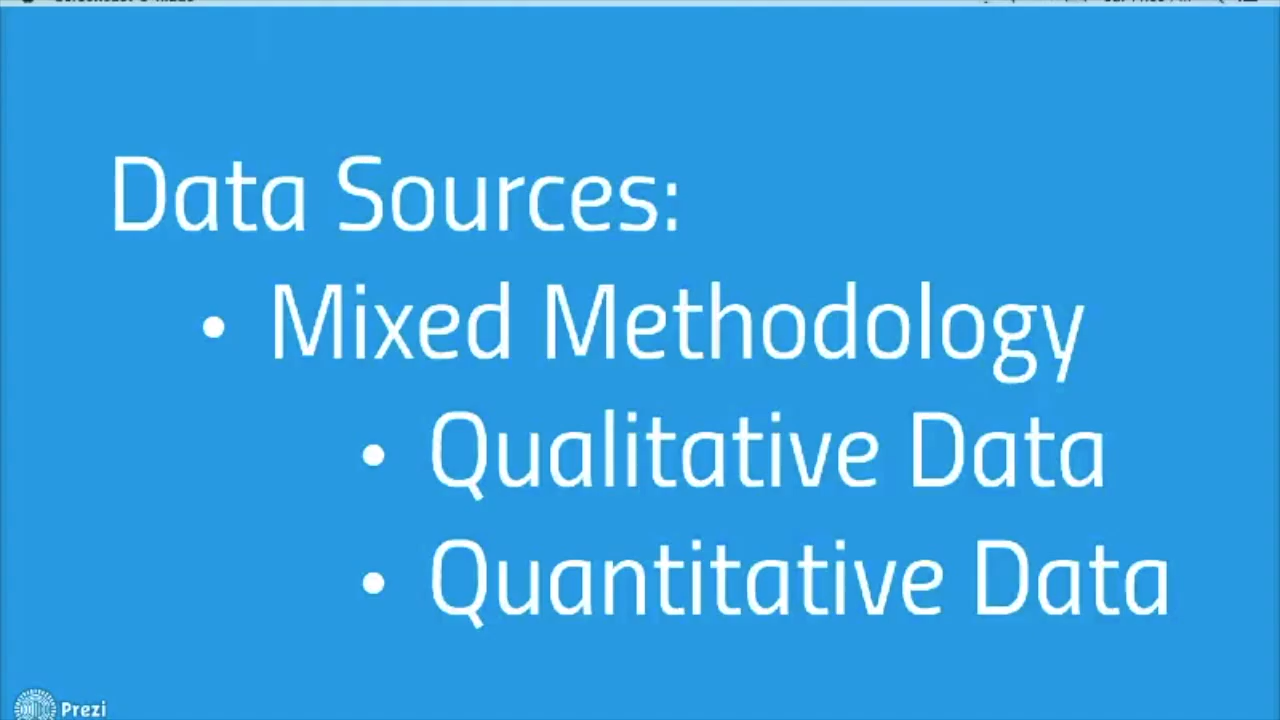 Data Sources:
• Mixed Methodology
• Qualitative Data
• Quantitative Data
Prezi